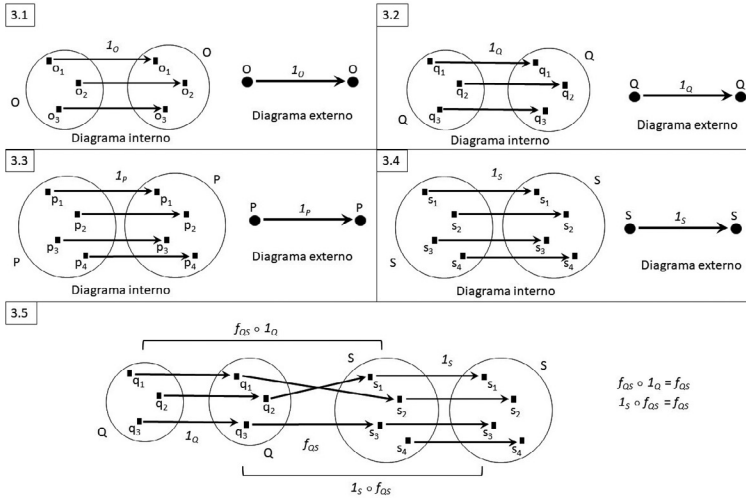 3.1
1O
O
O
o1
o1
o2
o2
o3
o3
Diagrama interno
O
1O
O
Diagrama externo
3.2
1Q
Q
Q
q1
q1
q2
q2
q3
q3
Diagrama interno
Q
1Q
Q
Diagrama externo
3.3
1P
P
P
p1
p1
p2
p2
p3
p3
p4
p4
Diagrama interno
P
1P
P
Diagrama externo
3.4
1S
S
S
s1
s1
s2
s2
s3
s3
s4
s4
Diagrama interno
S
1S
S
Diagrama externo
3.5
fQS ∘ 1Q
S
1S
S
q1
q1
s1
s1
q2
q2
s2
s2
Q
q3
1Q
q3
Q
fQS
s3
s3
s4
s4
1S ∘ fQS
fQS ∘ 1Q = fQS
1S ∘ fQS = fQS